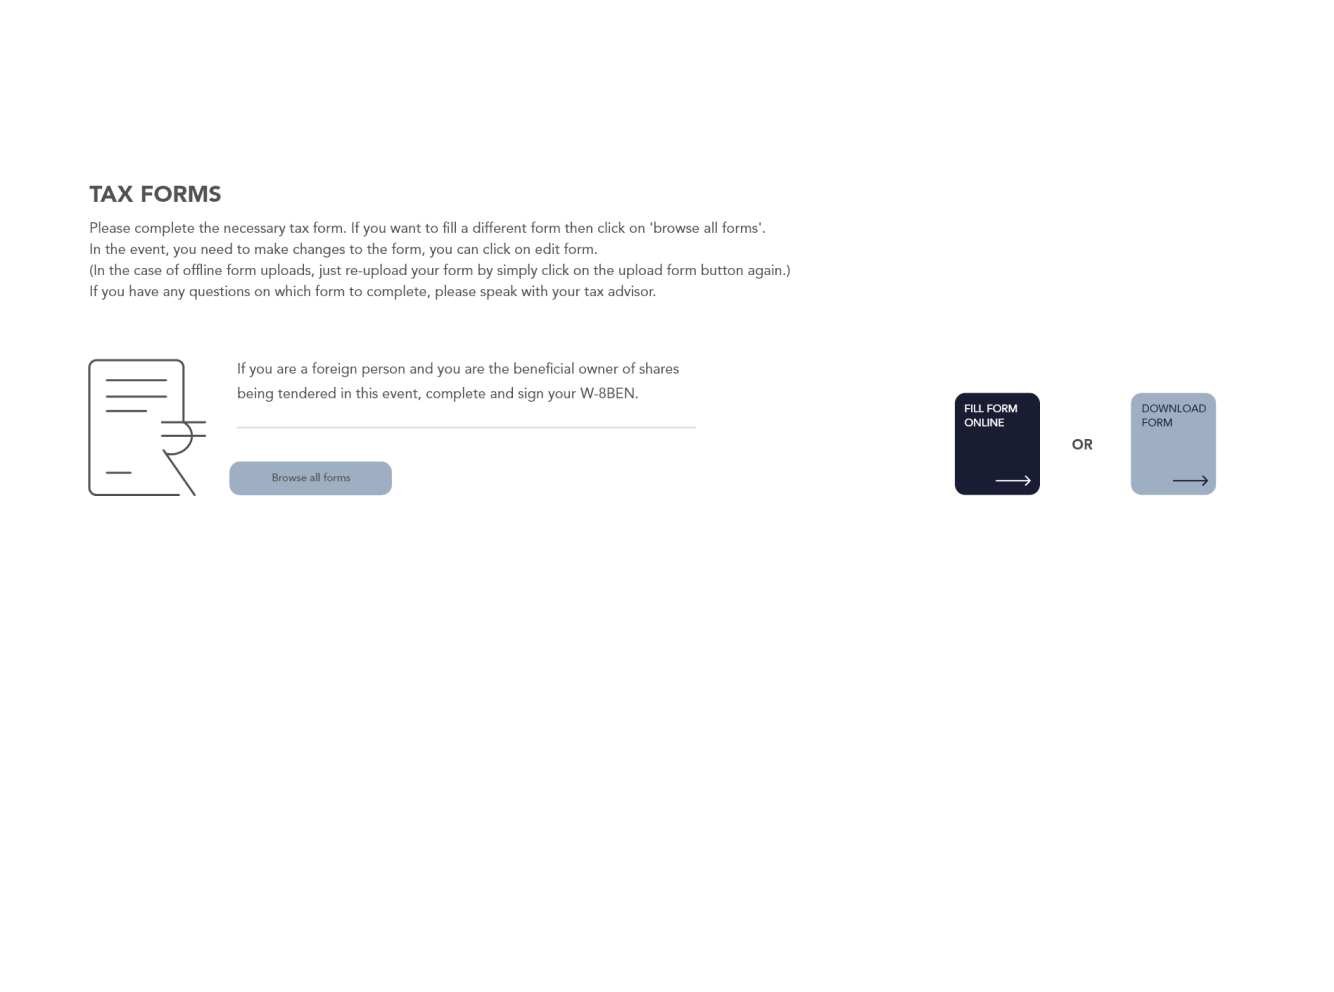 TAX FORMS
Please complete the necessary tax form. If you want to fill a different form then click on 'browse all forms'.
In the event, you need to make changes to the form, you can click on edit form.
(In the case of offline form uploads, just re-upload your form by simply click on the upload form button again.)
If you have any questions on which form to complete, please speak with your tax advisor.
If you are a foreign person and you are the beneficial owner of shares
being tendered in this event, complete and sign your W-8BEN.
Browse all forms
FILL FORM
ONLINE
OR
DOWNLOAD
FORM